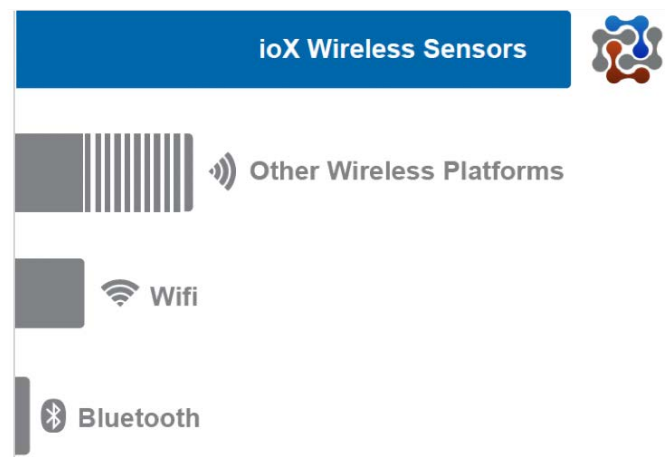 ioX Wireless Sensors
Other Wireless Platforms
Wifi
Bluetooth